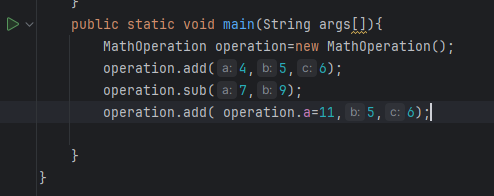 }
public static void main(String args[]){
MathOperation operation=new MathOperation();
operation.add( a: 4, b: 5, c: 6);
operation.sub( a: 7, b: 9);
operation.add( operation.a=11, b: 5, c: 6);
}
}